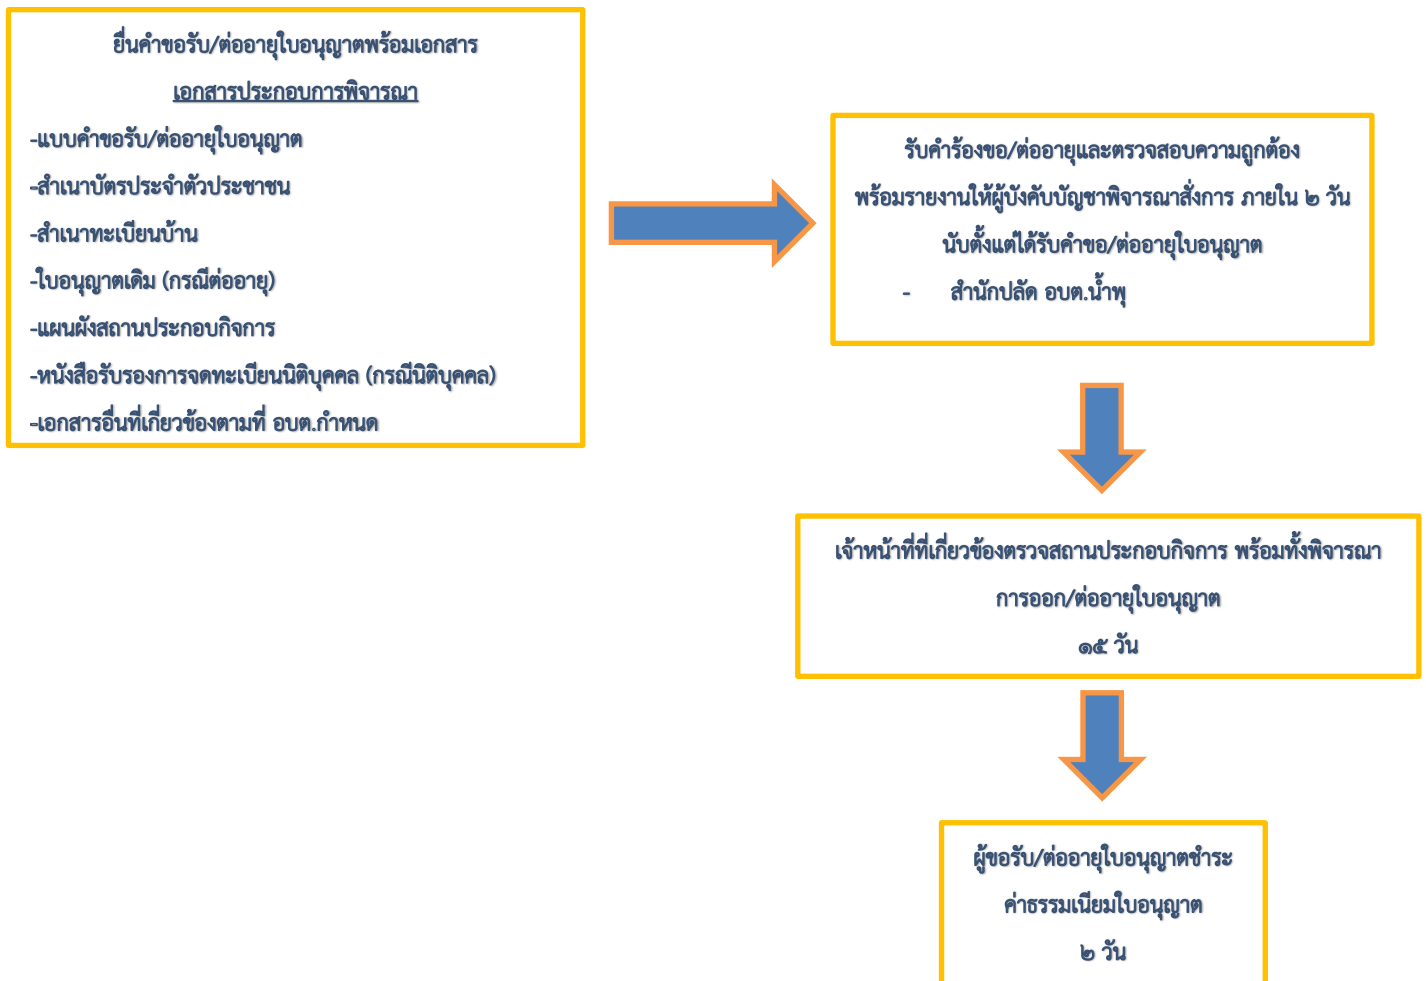 ยื่นคำขอรับ/ต่ออายุใบอนุญาตพร้อมเอกสาร
เอกสารประกอบการพิจารณา
-แบบคำขอรับ/ต่ออายุใบอนุญาต
-สำเนาบัตรประจำตัวประชาชน
-สำเนาทะเบียนบ้าน
-ใบอนุญาตเดิม (กรณีต่ออายุ)
-แผนผังสถานประกอบกิจการ
-หนังสือรับรองการจดทะเบียนนิติบุคคล (กรณีนิติบุคคล)
-เอกสารอื่นที่เกี่ยวข้องตามที่ อบต.กำหนด
รับคำร้องขอ/ต่ออายุและตรวจสอบความถูกต้อง
พร้อมรายงานให้ผู้บังคับบัญชาพิจารณาสั่งการ ภายใน ๒ วัน
นับตั้งแต่ได้รับคำขอ/ต่ออายุใบอนุญาต
- สำนักปลัด อบต.น้ำพุ
เจ้าหน้าที่ที่เกี่ยวข้องตรวจสถานประกอบกิจการ พร้อมทั้งพิจารณา
การออก/ต่ออายุใบอนุญาต
๑๕ วัน
ผู้ขอรับ/ต่ออายุใบอนุญาตชำระ
ค่าธรรมเนียมใบอนุญาต
๒ วัน